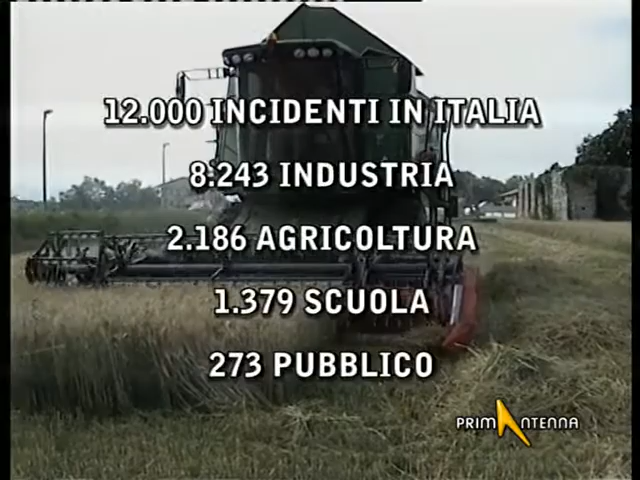 12.000 INCIDENTI IN ITALIA
8.243 INDUSTRIA
2.186 AGRICOLTURA
1.379 SCUOLA
273 PUBBLICO
PRIMANTENNA